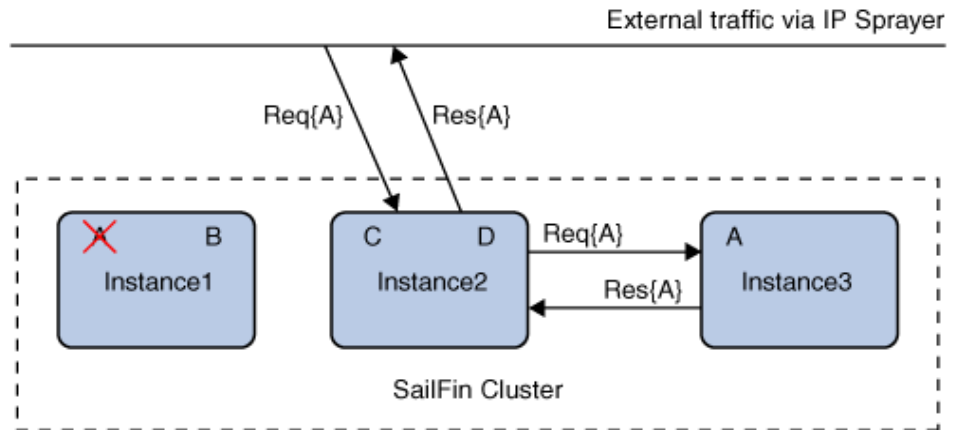 External traffic via IP Sprayer
Req{A}
Res{A}
A B
Instance1
C D
Instance2
Req{A}
Res{A}
A
Instance3
SailFin Cluster